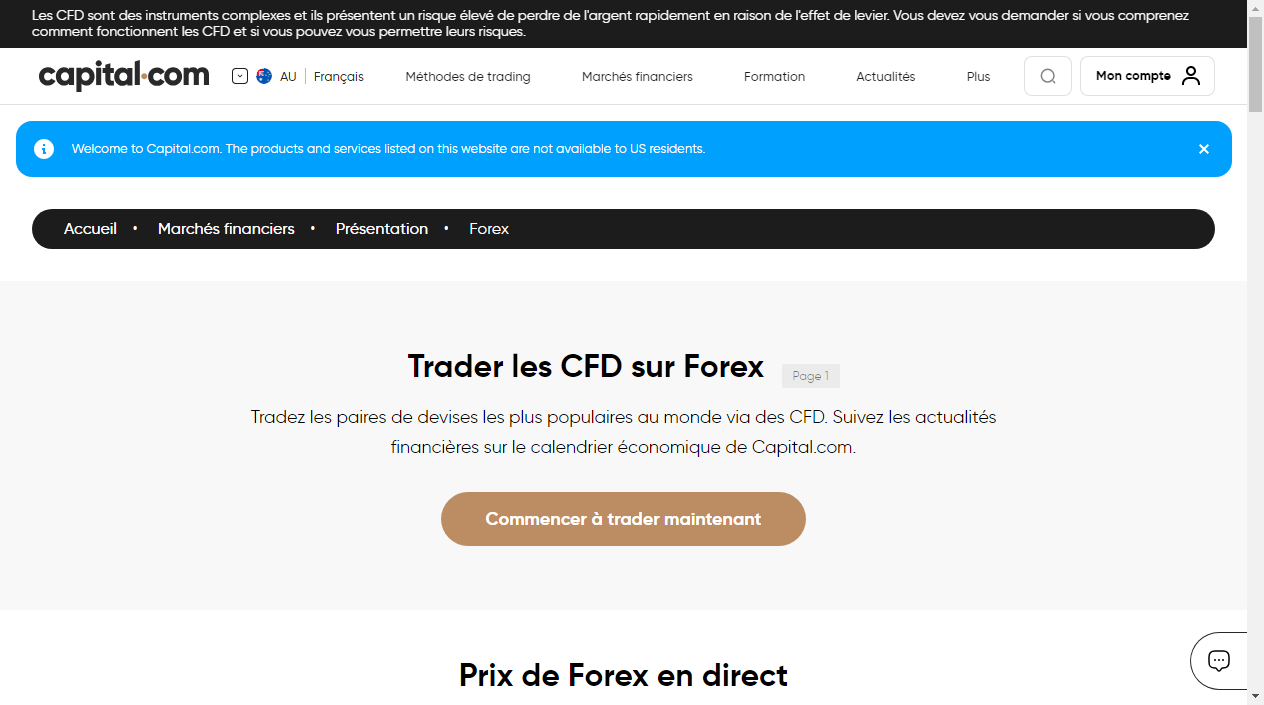 Les CFD sont des instruments complexes et ils présentent un risque élevé de perdre de l'argent rapidement en raison de l'effet de levier. Vous devez vous demander si vous comprenez
comment fonctionnent les CFD et si vous pouvez vous permettre leurs risques.
capital.com AU Français Méthodes de trading Marchés financiers Formation Actualités Plus Mon compte
Welcome to Capital.com. The products and services listed on this website are not available to US residents.
Accueil • Marchés financiers • Présentation • Forex
Trader les CFD sur Forex Page 1
Tradez les paires de devises les plus populaires au monde via des CFD. Suivez les actualités
financières sur le calendrier économique de Capital.com.
Commencer à trader maintenant
Prix de Forex en direct